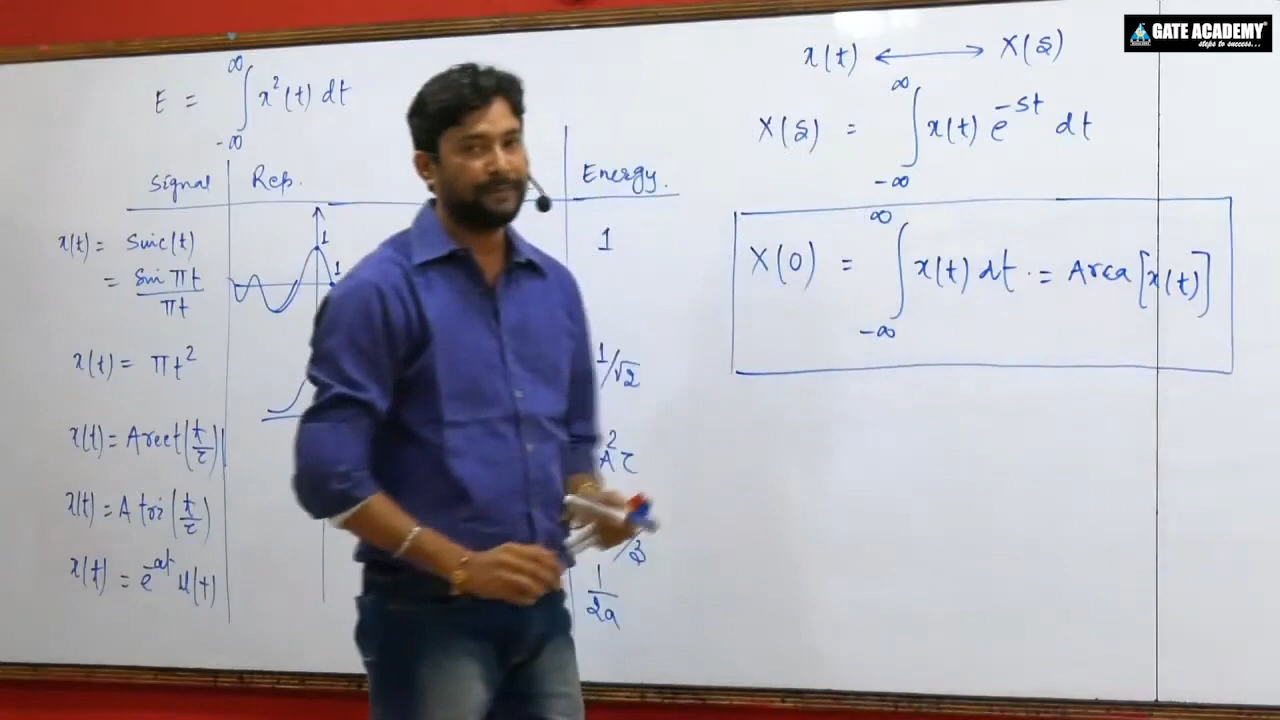 GATE ACADEMY
steps to success...
E = ∫_{-∞}^{∞} x²(t) dt
Signal | Rep. | Energy.
x(t) = Sinc(t)
= Sin πt / πt
1
1
1
x(t) = πt²
1/√2
x(t) = A rect(t/τ)
A²τ
x(t) = A tri(t/τ)
/3
x(t) = e^{-at} u(t)
1/2a
x(t) ⟷ X(s)
X(s) = ∫_{-∞}^{∞} x(t) e^{-st} dt
X(0) = ∫_{-∞}^{∞} x(t) dt. = Area [x(t)]